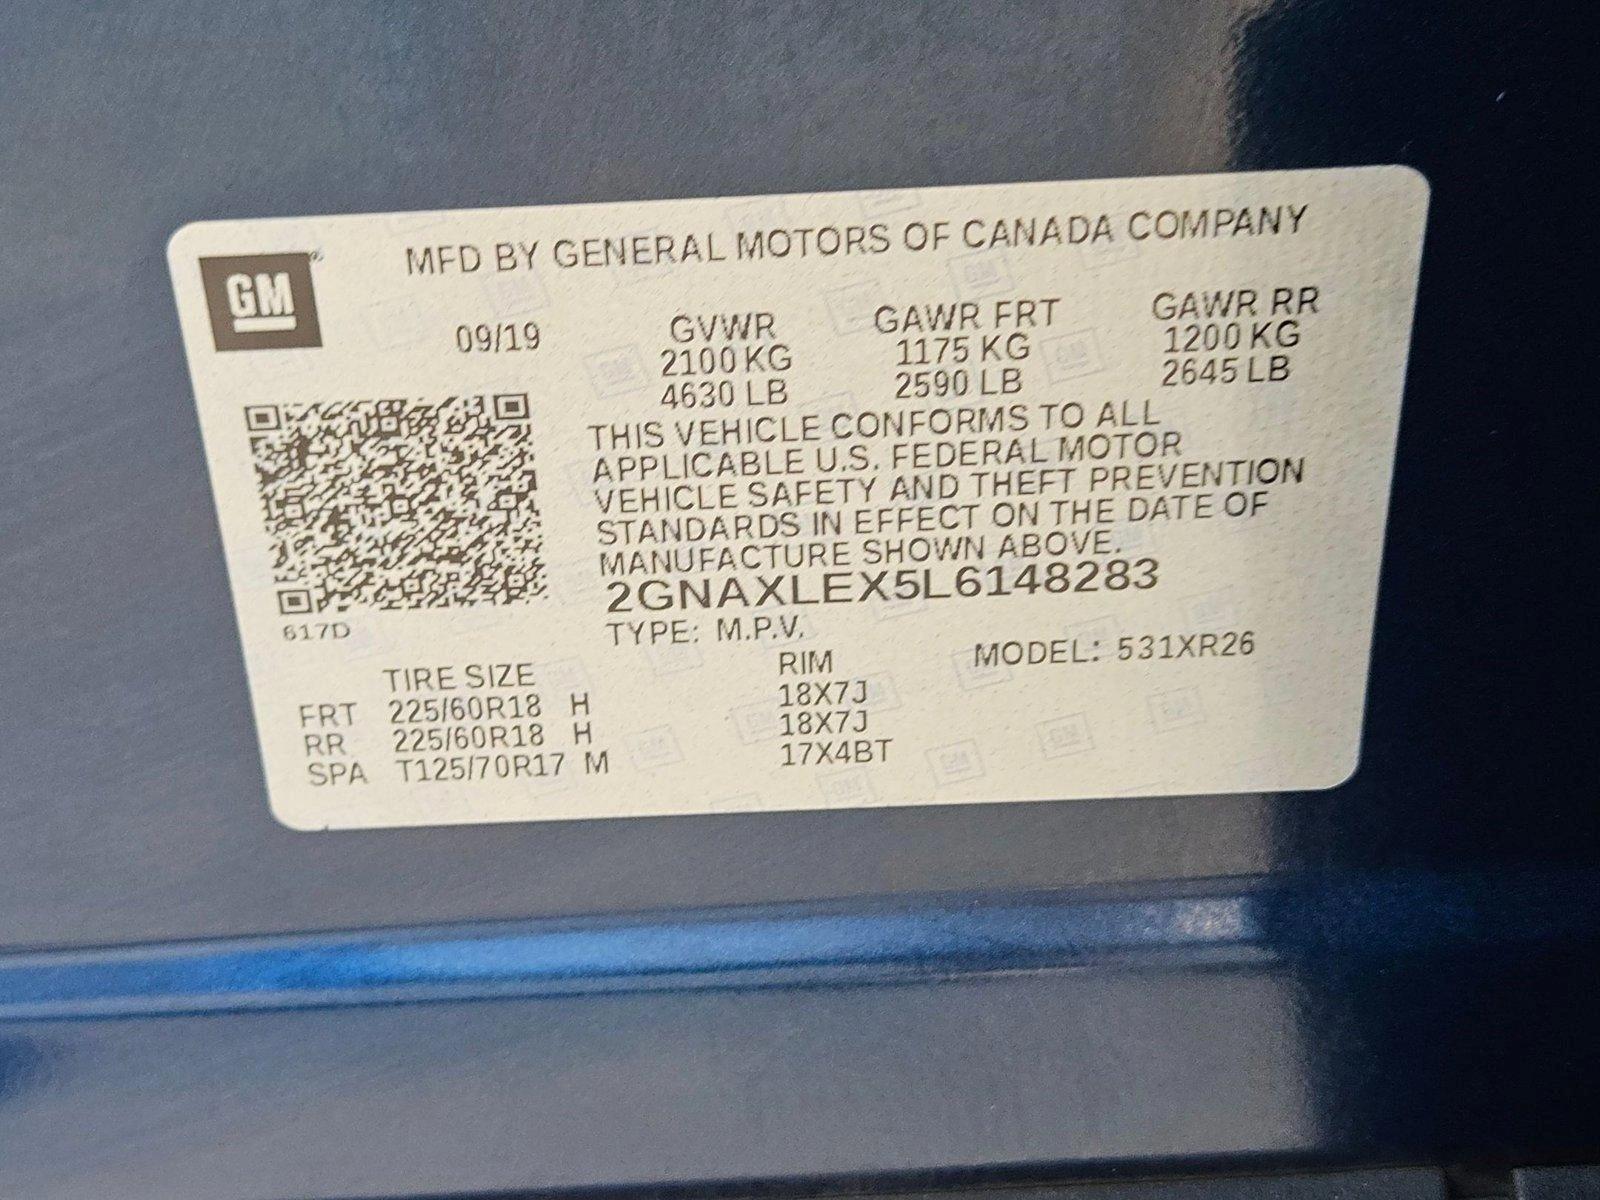 GM
MFD BY GENERAL MOTORS OF CANADA COMPANY
09/19
GVWR GAWR FRT GAWR RR
2100 KG 1175 KG 1200 KG
4630 LB 2590 LB 2645 LB
THIS VEHICLE CONFORMS TO ALL
APPLICABLE U.S. FEDERAL MOTOR
VEHICLE SAFETY AND THEFT PREVENTION
STANDARDS IN EFFECT ON THE DATE OF
MANUFACTURE SHOWN ABOVE.
2GNAXLEX5L6148283
617D
TYPE: M.P.V. MODEL: 531XR26
TIRE SIZE RIM
FRT 225/60R18 H 18X7J
RR 225/60R18 H 18X7J
SPA T125/70R17 M 17X4BT